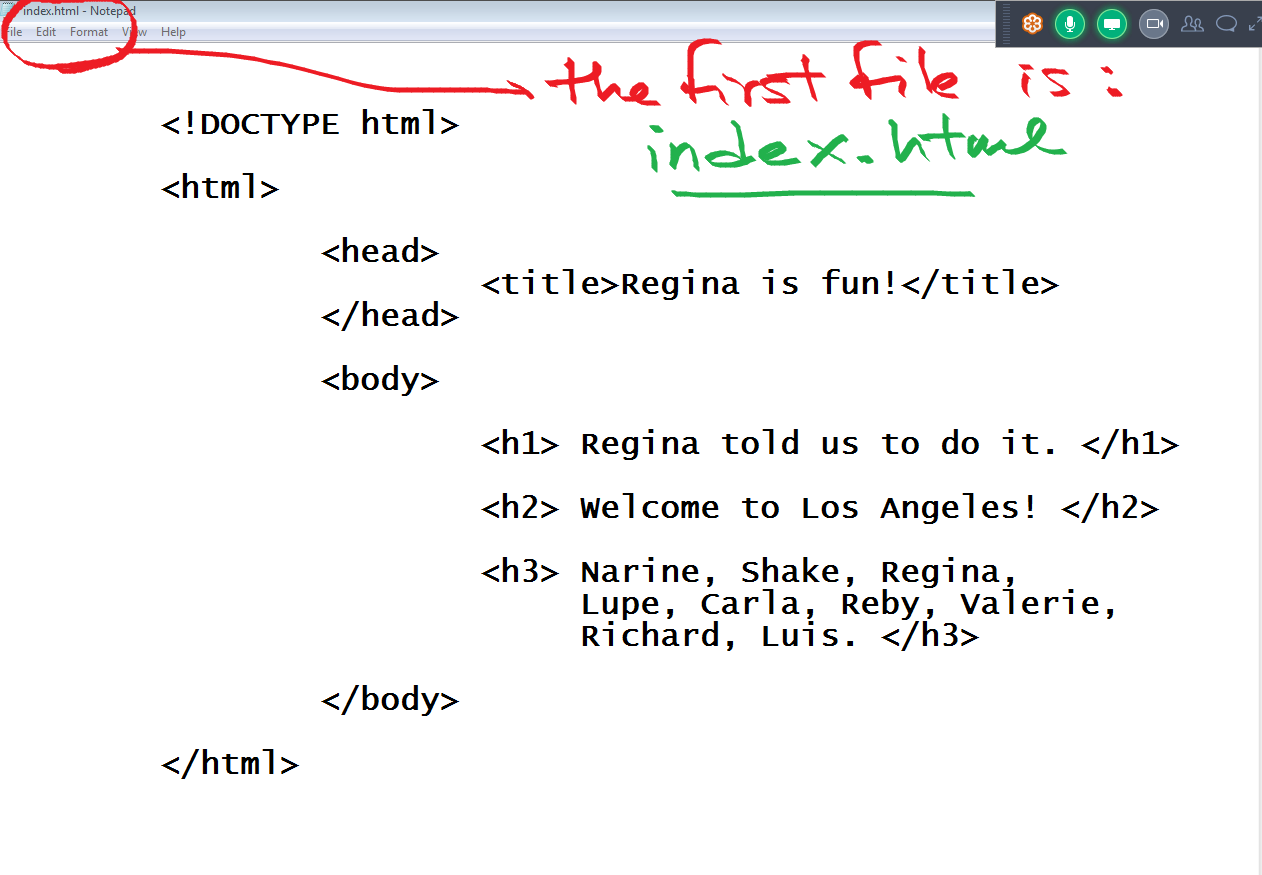 index.html - Notepad
File Edit Format View Help
the first file is:
index.html
<!DOCTYPE html>
<html>
<head>
<title>Regina is fun!</title>
</head>
<body>
<h1> Regina told us to do it. </h1>
<h2> Welcome to Los Angeles! </h2>
<h3> Narine, Shake, Regina,
Lupe, Carla, Reby, Valerie,
Richard, Luis. </h3>
</body>
</html>